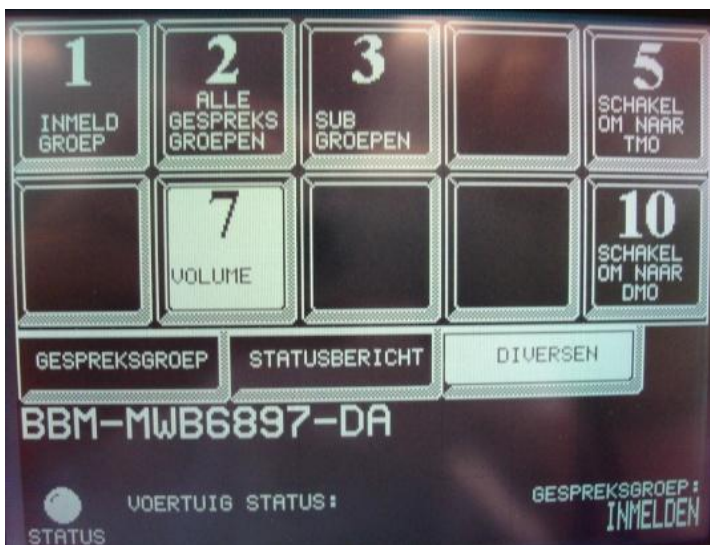 1
INMELD
GROEP
2
ALLE
GESPREKS
GROEPEN
3
SUB
GROEPEN
5
SCHAKEL
OM NAAR
TMO
7
VOLUME
10
SCHAKEL
OM NAAR
DMO
GESPREKSGROEP
STATUSBERICHT
DIVERSEN
BBM-MWB6897-DA
STATUS
VOERTUIG STATUS:
GESPREKSGROEP:
INMELDEN